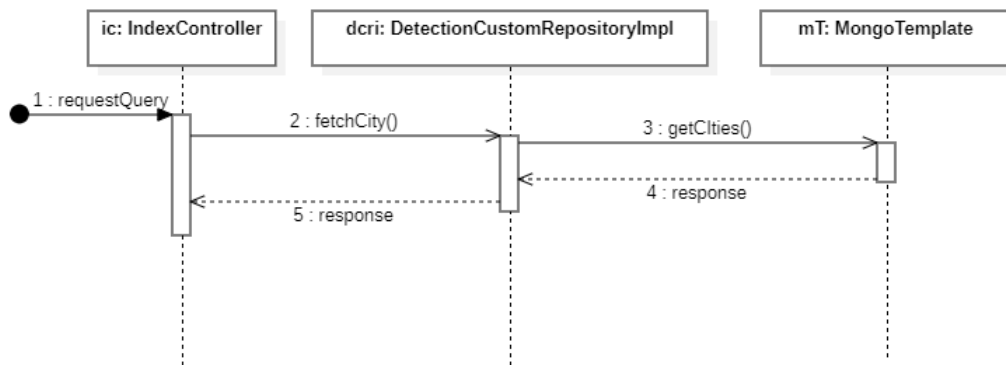 ic: IndexController
dcri: DetectionCustomRepositoryImpl
mT: MongoTemplate
1 : requestQuery
2 : fetchCity()
3 : getCIties()
4 : response
5 : response